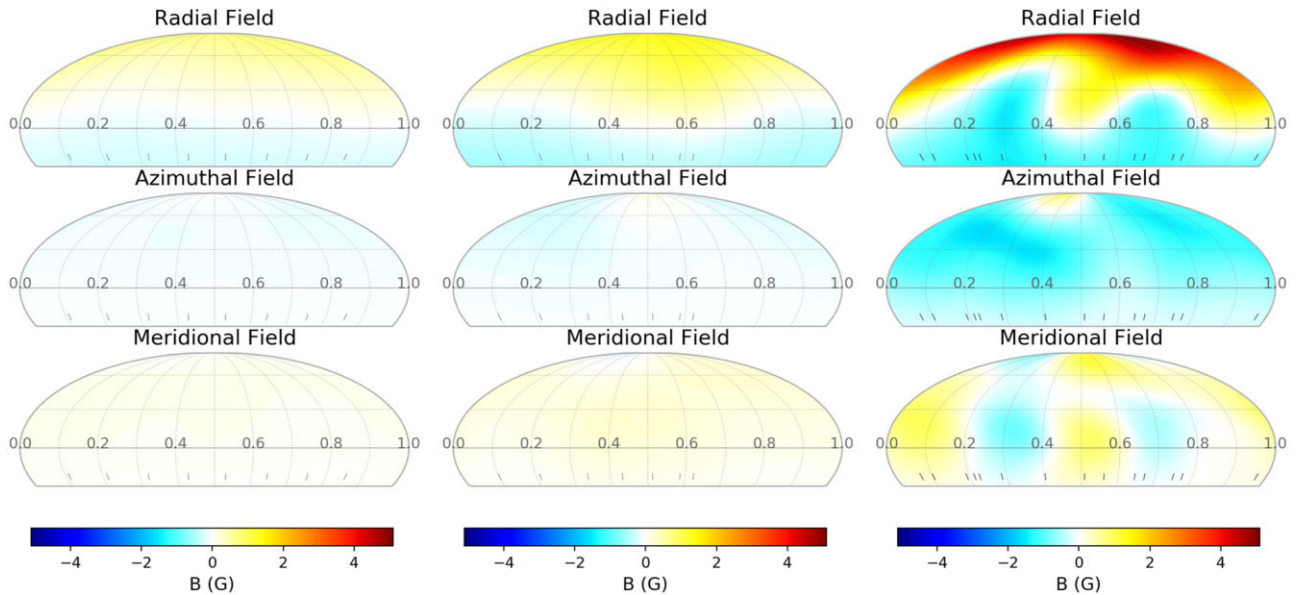 Radial Field Radial Field Radial Field
0.0 0.2 0.4 0.6 0.8 1.0 0.0 0.2 0.4 0.6 0.8 1.0 0.0 0.2 0.4 0.6 0.8 1.0
Azimuthal Field Azimuthal Field Azimuthal Field
0.0 0.2 0.4 0.6 0.8 1.0 0.0 0.2 0.4 0.6 0.8 1.0 0.0 0.2 0.4 0.6 0.8 1.0
Meridional Field Meridional Field Meridional Field
0.0 0.2 0.4 0.6 0.8 1.0 0.0 0.2 0.4 0.6 0.8 1.0 0.0 0.2 0.4 0.6 0.8 1.0
−4 −2 0 2 4 −4 −2 0 2 4 −4 −2 0 2 4
B (G) B (G) B (G)